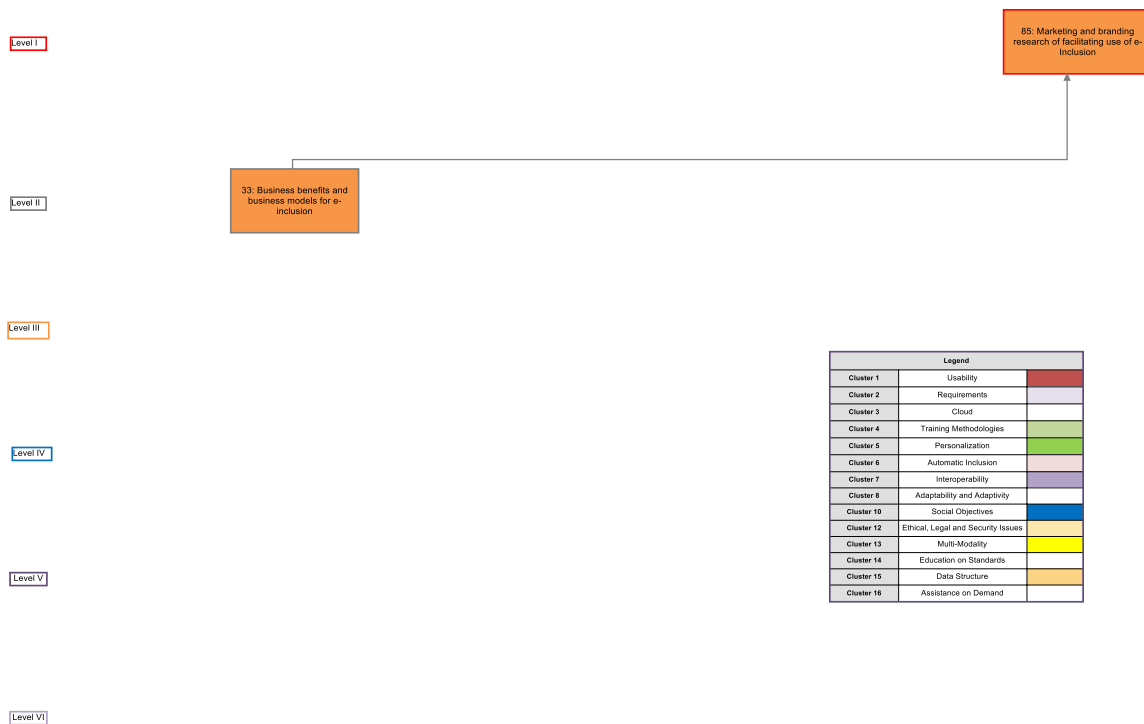 Level I
85: Marketing and branding
research of facilitating use of e-
Inclusion
33: Business benefits and
business models for e-
inclusion
Level II
Level III
Legend
Cluster 1 Usability
Cluster 2 Requirements
Cluster 3 Cloud
Cluster 4 Training Methodologies
Cluster 5 Personalization
Cluster 6 Automatic Inclusion
Cluster 7 Interoperability
Cluster 8 Adaptability and Adaptivity
Cluster 10 Social Objectives
Cluster 12 Ethical, Legal and Security Issues
Cluster 13 Multi-Modality
Cluster 14 Education on Standards
Cluster 15 Data Structure
Cluster 16 Assistance on Demand
Level IV
Level V
Level VI